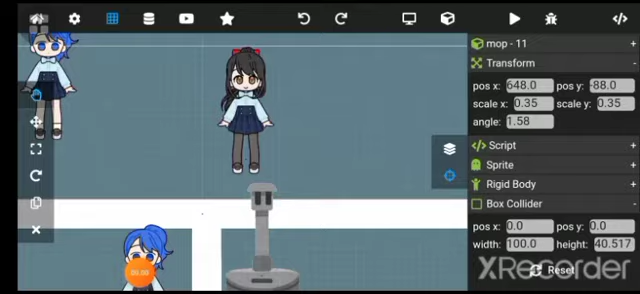 mop - 11 +
Transform -
pos x: 648.0 pos y: -88.0
scale x: 0.35 scale y: 0.35
angle: 1.58
Script +
Sprite +
Rigid Body +
Box Collider -
pos x: 0.0 pos y: 0.0
width: 100.0 height: 40.517
Reset
XRecorder